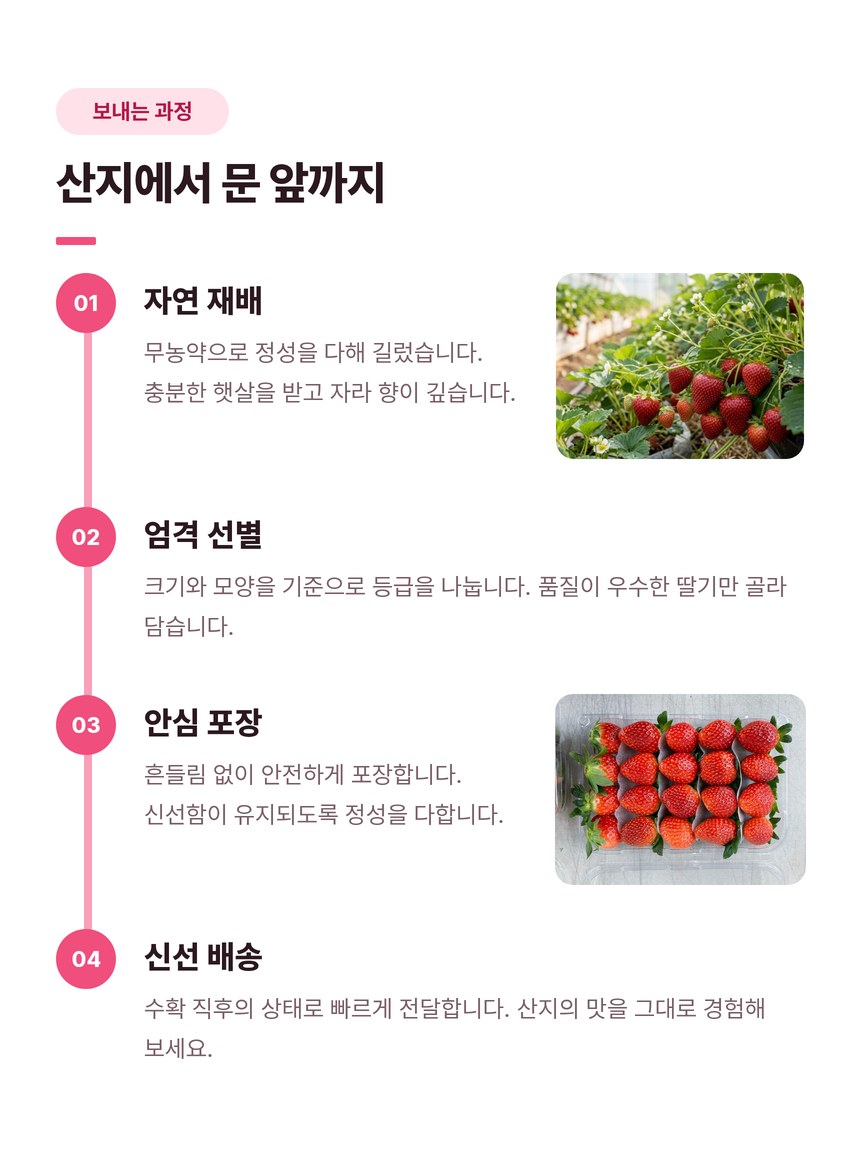 보내는 과정
산지에서 문 앞까지
01
자연 재배
무농약으로 정성을 다해 길렀습니다.
충분한 햇살을 받고 자라 향이 깊습니다.
02
엄격 선별
크기와 모양을 기준으로 등급을 나눕니다. 품질이 우수한 딸기만 골라
담습니다.
03
안심 포장
흔들림 없이 안전하게 포장합니다.
신선함이 유지되도록 정성을 다합니다.
04
신선 배송
수확 직후의 상태로 빠르게 전달합니다. 산지의 맛을 그대로 경험해
보세요.